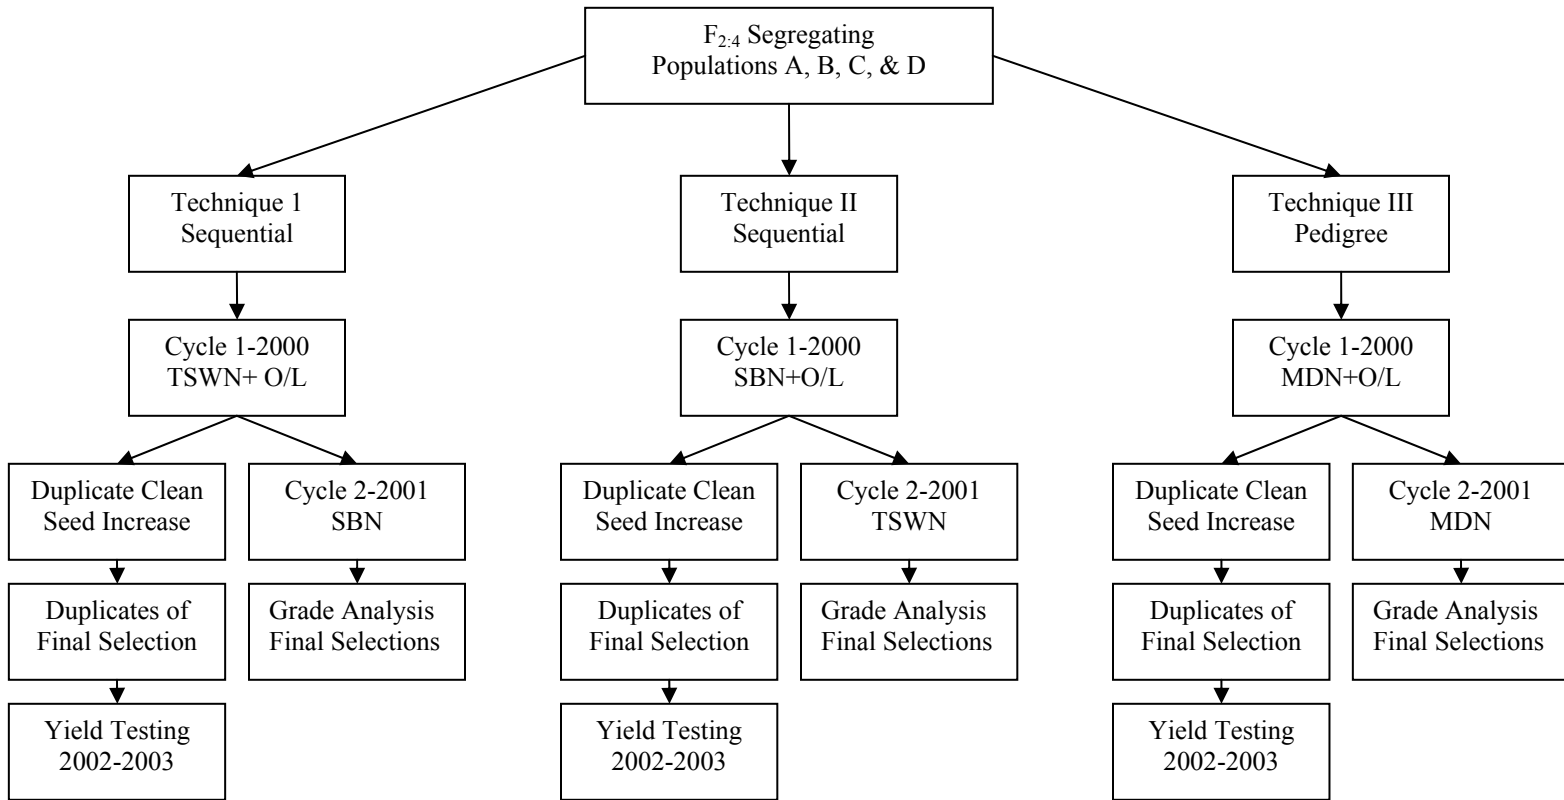 F2:4 Segregating
Populations A, B, C, & D
Technique 1
Sequential
Technique II
Sequential
Technique III
Pedigree
Cycle 1-2000
TSWN+ O/L
Cycle 1-2000
SBN+O/L
Cycle 1-2000
MDN+O/L
Duplicate Clean
Seed Increase
Cycle 2-2001
SBN
Duplicate Clean
Seed Increase
Cycle 2-2001
TSWN
Duplicate Clean
Seed Increase
Cycle 2-2001
MDN
Duplicates of
Final Selection
Grade Analysis
Final Selections
Duplicates of
Final Selection
Grade Analysis
Final Selections
Duplicates of
Final Selection
Grade Analysis
Final Selections
Yield Testing
2002-2003
Yield Testing
2002-2003
Yield Testing
2002-2003